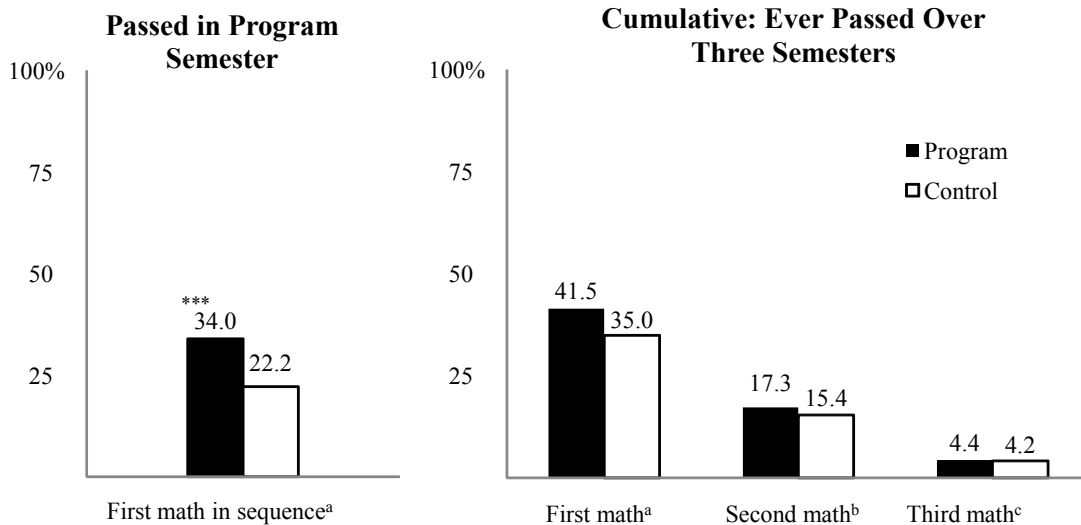 Passed in Program
Semester
100%
75
50
25
***
34.0
22.2
First math in sequenceᵃ
Cumulative: Ever Passed Over
Three Semesters
100%
75
50
25
Program
Control
41.5
35.0
17.3
15.4
4.4
4.2
First mathᵃ
Second mathᵇ
Third mathᶜ